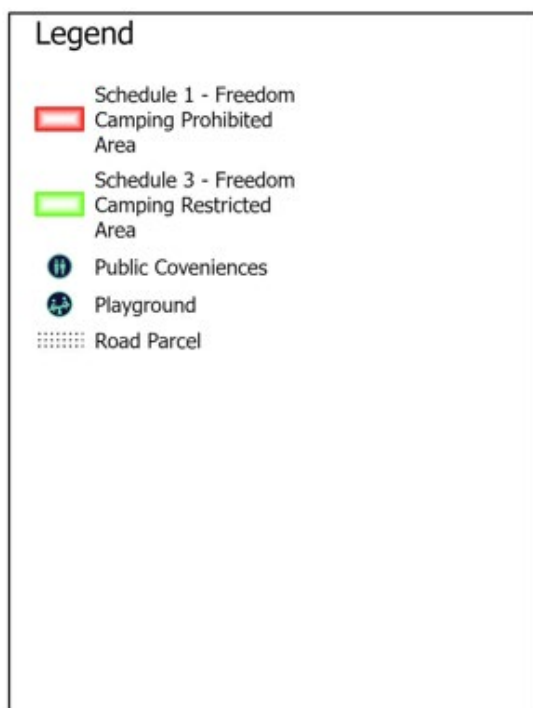 Legend
Schedule 1 - Freedom
Camping Prohibited
Area
Schedule 3 - Freedom
Camping Restricted
Area
Public Coveniences
Playground
Road Parcel